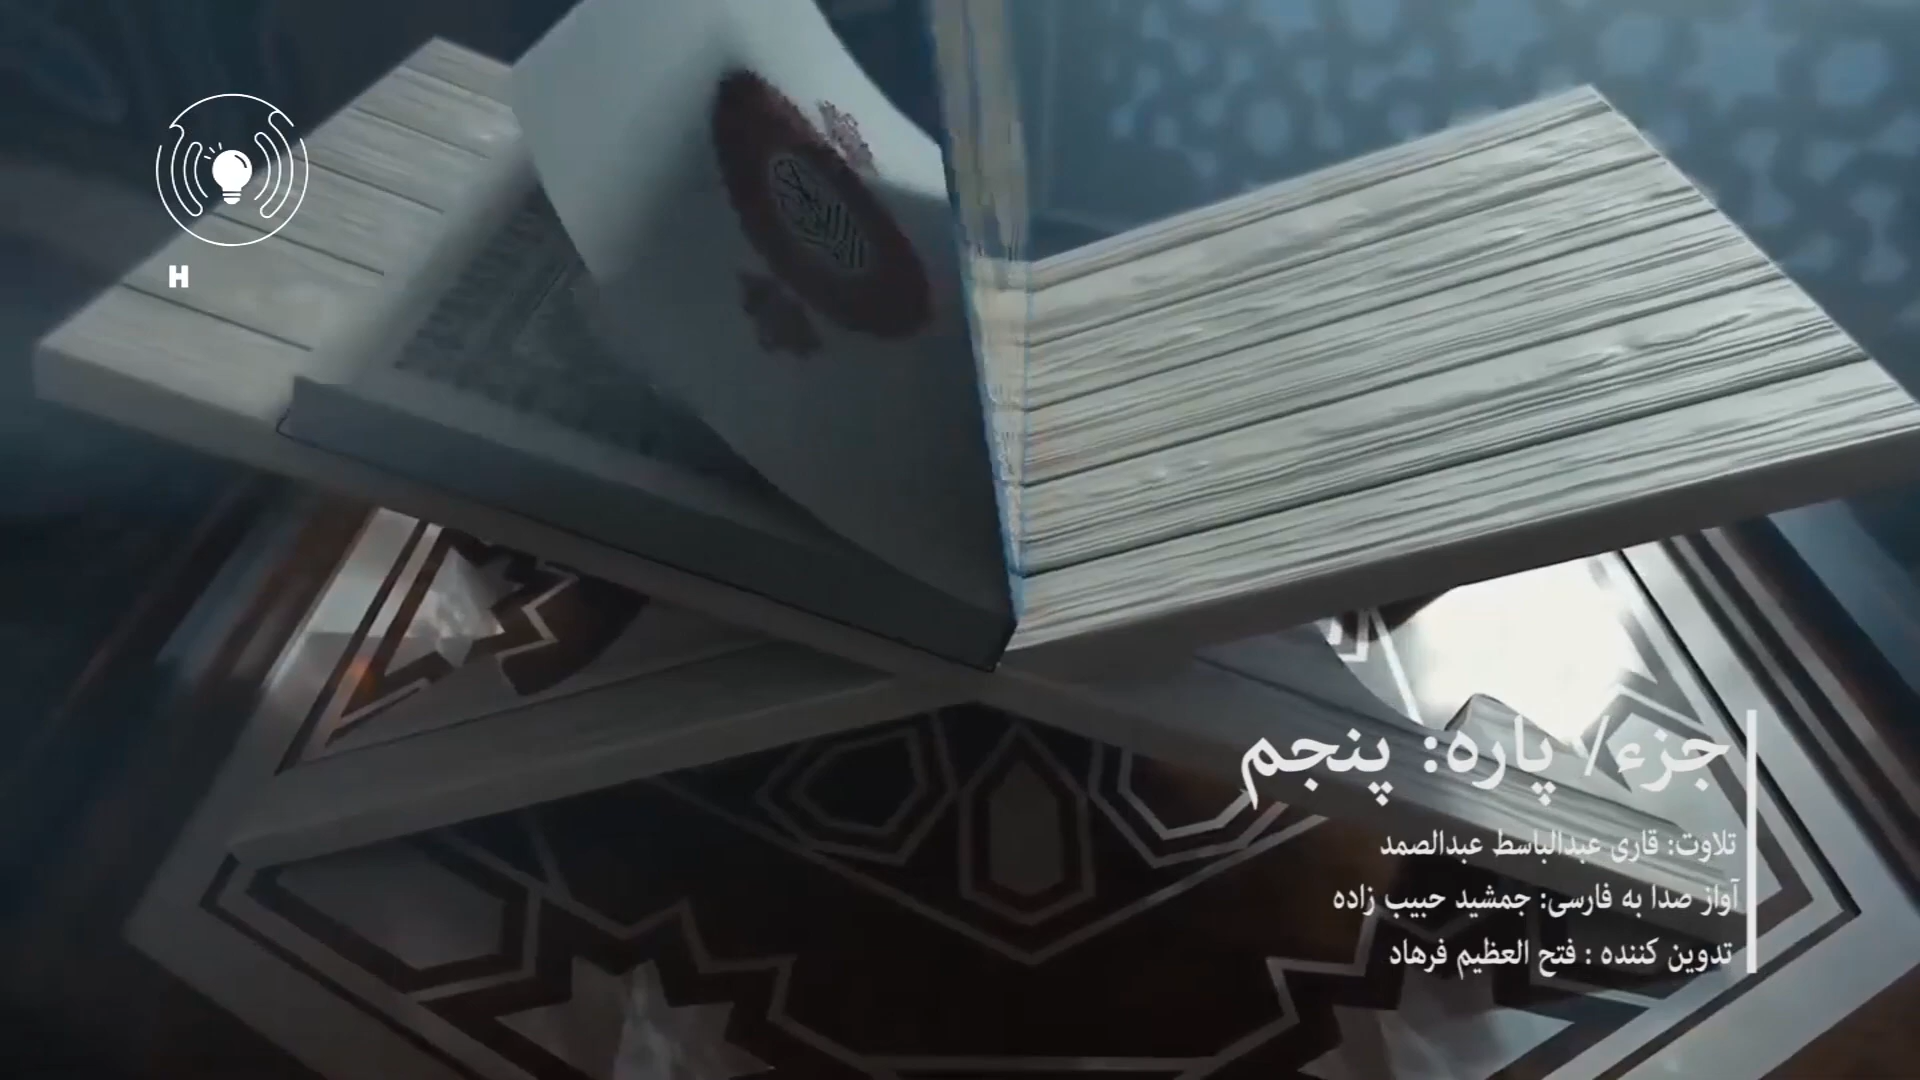 H
جزء/ پاره: پنجم
تلاوت: قاری عبدالباسط عبدالصمد
آواز صدا به فارسی: جمشید حبیب زاده
تدوین کننده : فتح العظیم فرهاد